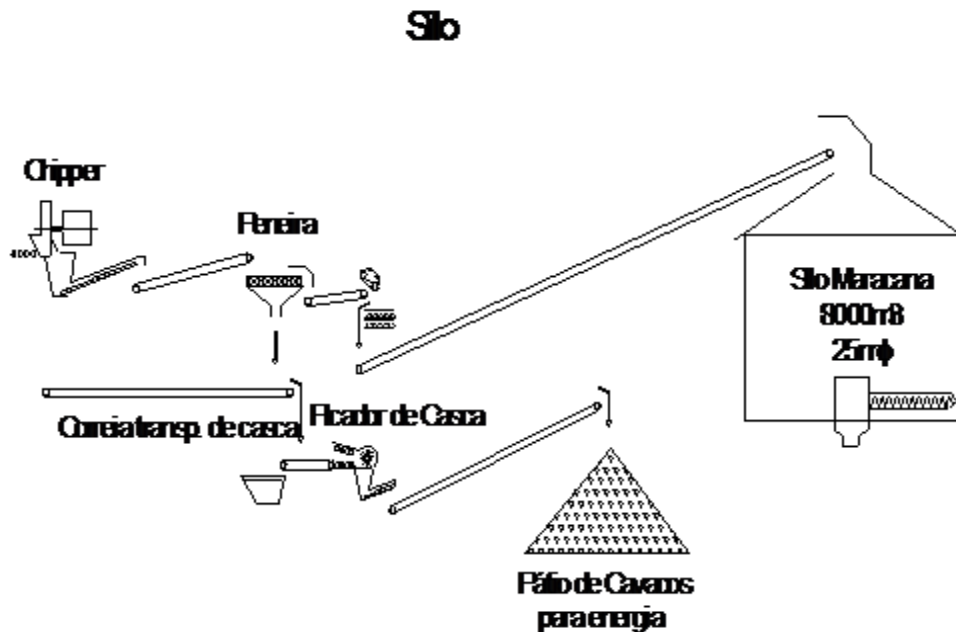 Silo
Chipper
Peneira
Silo Maracana
8000m3
25mϕ
Correia transp. de casca
Picador de Casca
Pátio de Cavacos
para energia